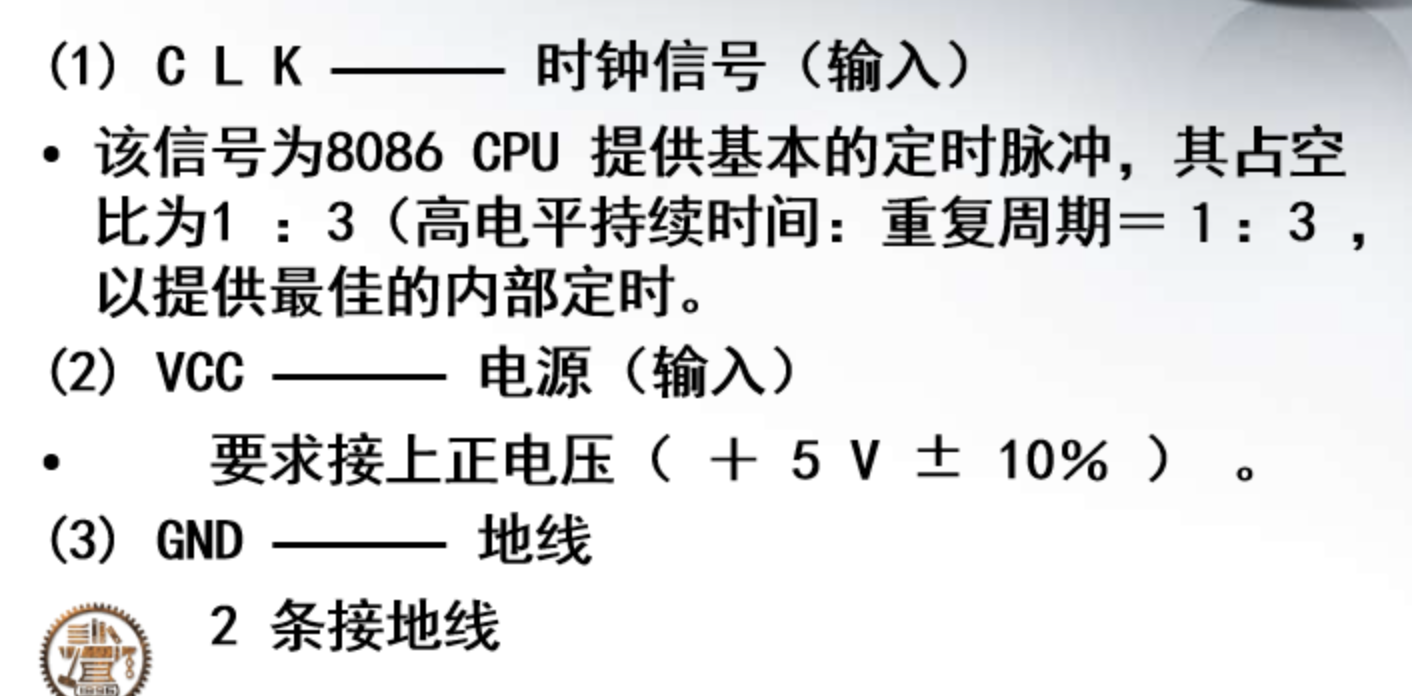 (1) C L K ——— 时钟信号（输入）
• 该信号为8086 CPU 提供基本的定时脉冲，其占空
比为1 : 3（高电平持续时间：重复周期＝ 1 : 3 ，
以提供最佳的内部定时。
(2) VCC ——— 电源（输入）
• 要求接上正电压（ ＋ 5 V ± 10% ） 。
(3) GND ——— 地线
2 条接地线
1896